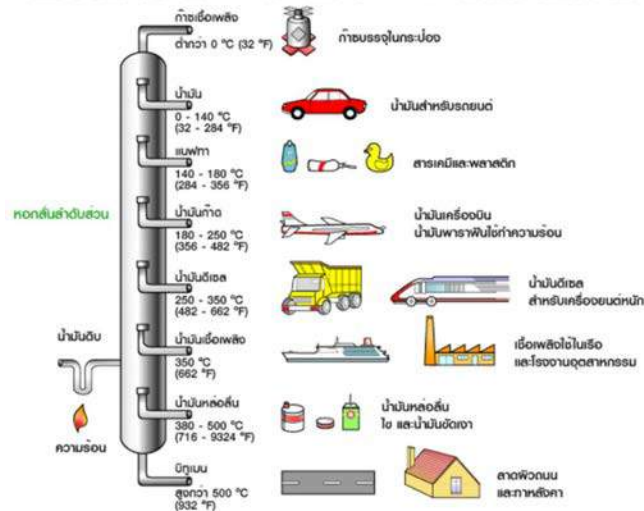 ก๊าซเชื้อเพลิง
ต่ำกว่า 0 °C (32 °F)
ก๊าซบรรจุในกระป๋อง
น้ำมัน
0 - 140 °C
(32 - 284 °F)
น้ำมันสำหรับรถยนต์
แนฟทา
140 - 180 °C
(284 - 356 °F)
สารเคมีและพลาสติก
หอกลั่นลำดับส่วน
น้ำมันก๊าด
180 - 250 °C
(356 - 482 °F)
น้ำมันเครื่องบิน
น้ำมันพาราฟินใช้ทำความร้อน
น้ำมันดีเซล
250 - 350 °C
(482 - 662 °F)
น้ำมันดีเซล
สำหรับเครื่องยนต์หนัก
น้ำมันดิบ
น้ำมันเชื้อเพลิง
350 °C
(662 °F)
เชื้อเพลิงใช้ในเรือ
และโรงงานอุตสาหกรรม
ความร้อน
น้ำมันหล่อลื่น
380 - 500 °C
(716 - 9324 °F)
น้ำมันหล่อลื่น
ไข และน้ำมันขัดเงา
บิทูเมน
สูงกว่า 500 °C
(932 °F)
ลาดผิวถนน
และทาหลังคา